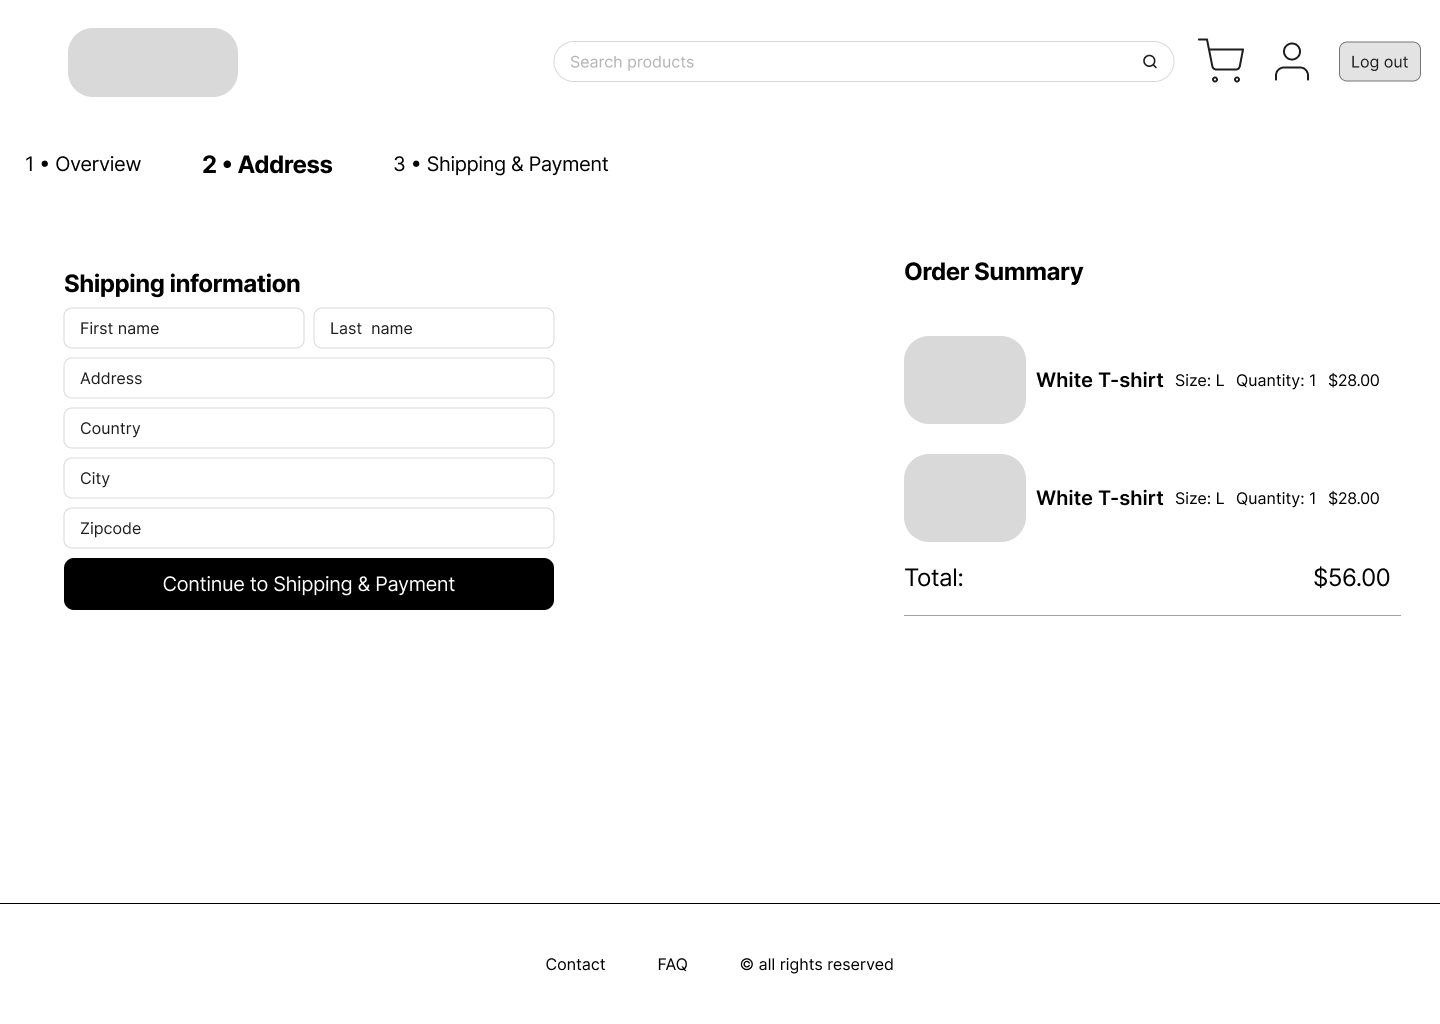 Search products
Log out
1 • Overview
2 • Address
3 • Shipping & Payment
Shipping information
First name
Last  name
Address
Country
City
Zipcode
Continue to Shipping & Payment
Order Summary
White T-shirt Size: L Quantity: 1 $28.00
White T-shirt Size: L Quantity: 1 $28.00
Total: $56.00
Contact
FAQ
© all rights reserved